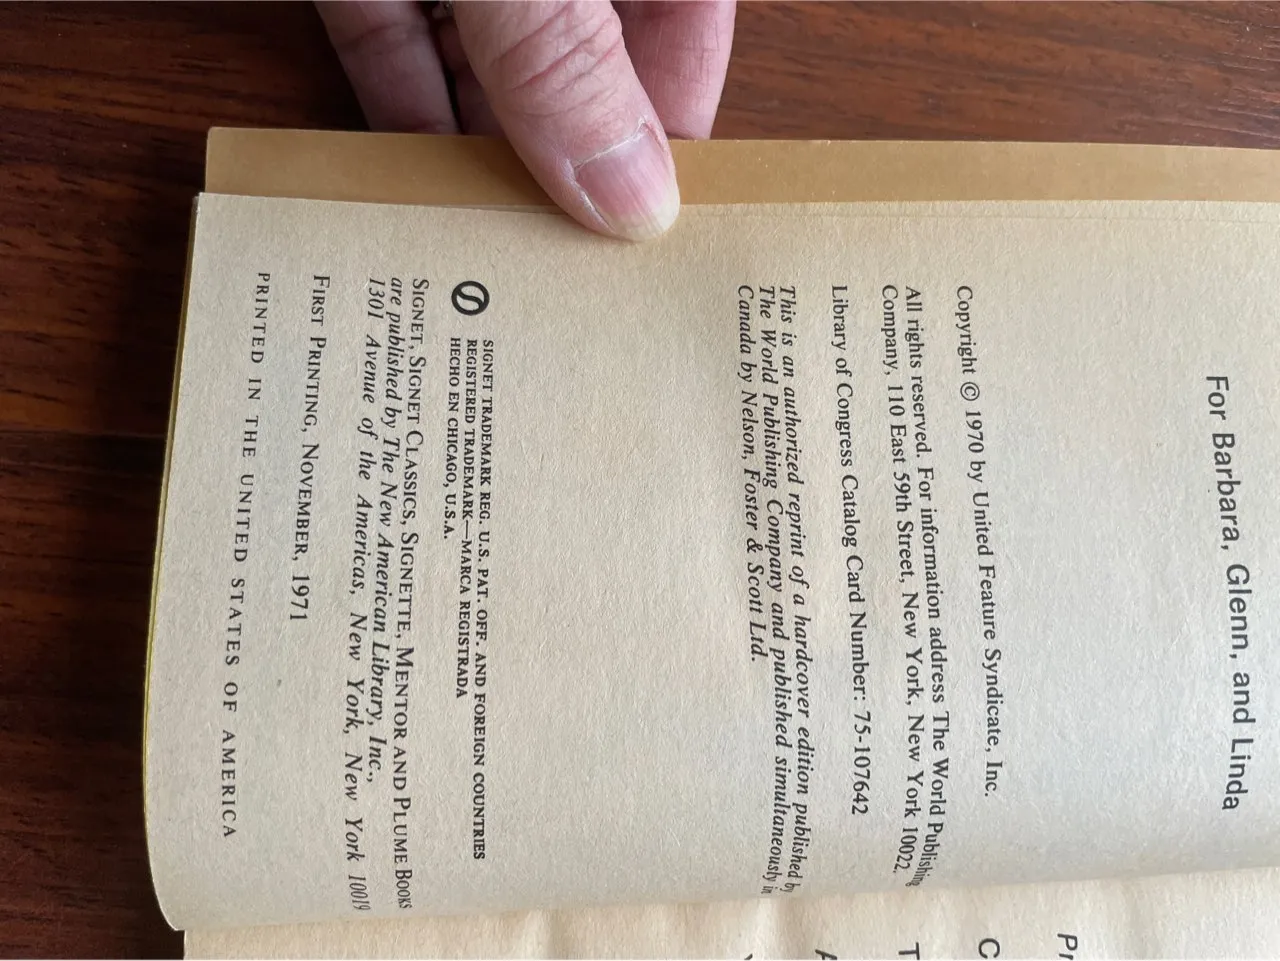 For Barbara, Glenn, and Linda
Copyright © 1970 by United Feature Syndicate, Inc.
All rights reserved. For information address The World Publishing
Company, 110 East 59th Street, New York, New York 10022.
Library of Congress Catalog Card Number: 75-107642
This is an authorized reprint of a hardcover edition published by
The World Publishing Company and published simultaneously in
Canada by Nelson, Foster & Scott Ltd.
SIGNET TRADEMARK REG. U.S. PAT. OFF. AND FOREIGN COUNTRIES
REGISTERED TRADEMARK—MARCA REGISTRADA
HECHO EN CHICAGO, U.S.A.
SIGNET, SIGNET CLASSICS, SIGNETTE, MENTOR AND PLUME BOOKS
are published by The New American Library, Inc.,
1301 Avenue of the Americas, New York, New York 10019
FIRST PRINTING, NOVEMBER, 1971
PRINTED IN THE UNITED STATES OF AMERICA